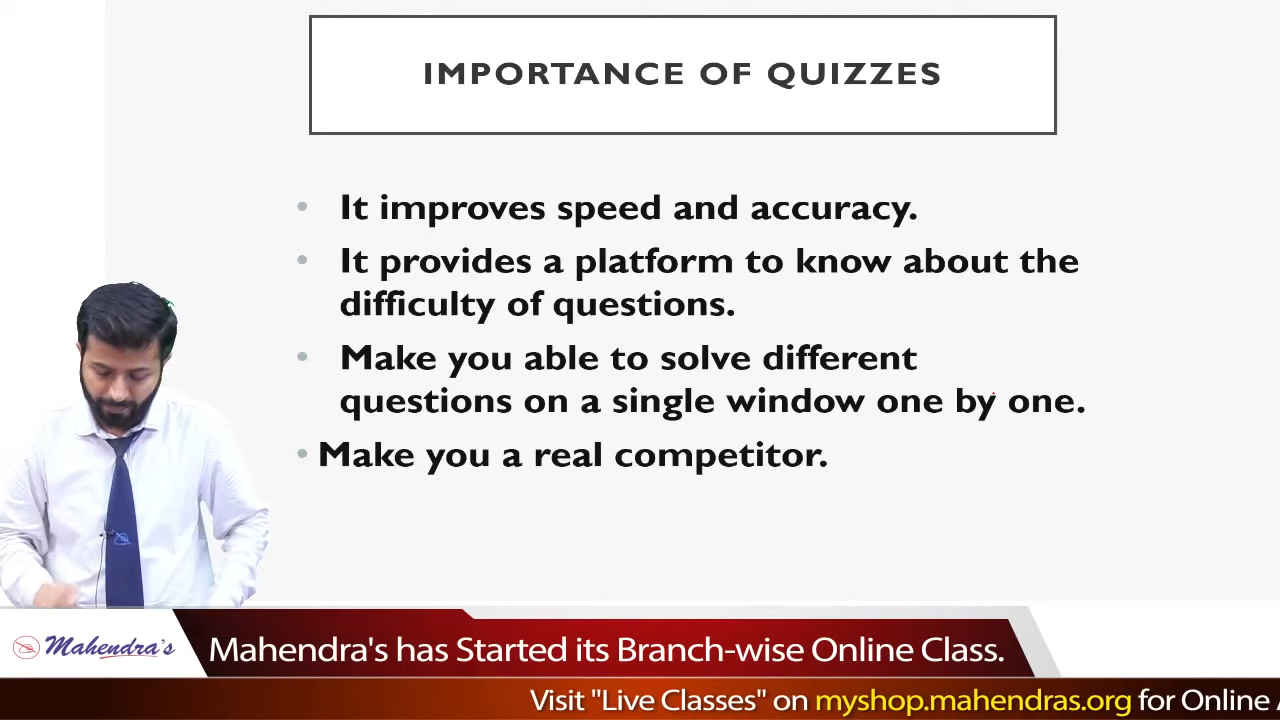 IMPORTANCE OF QUIZZES
• It improves speed and accuracy.
• It provides a platform to know about the
difficulty of questions.
• Make you able to solve different
questions on a single window one by one.
• Make you a real competitor.
Mahendra's
Mahendra's has Started its Branch-wise Online Class.
Visit "Live Classes" on myshop.mahendras.org for Online